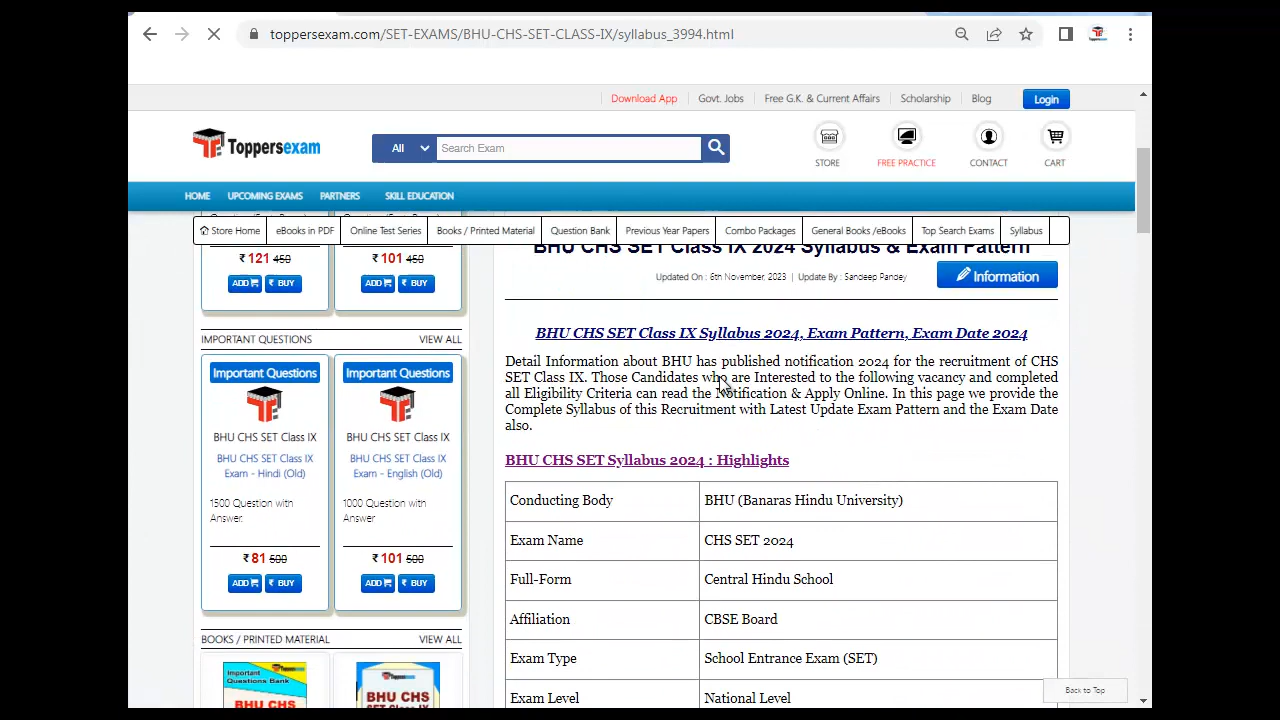 toppersexam.com/SET-EXAMS/BHU-CHS-SET-CLASS-IX/syllabus_3994.html
Download App Govt. Jobs Free G.K. & Current Affairs Scholarship Blog Login
Toppersexam
All Search Exam
STORE FREE PRACTICE CONTACT CART
HOME UPCOMING EXAMS PARTNERS SKILL EDUCATION
Store Home eBooks in PDF Online Test Series Books / Printed Material Question Bank Previous Year Papers Combo Packages General Books /eBooks Top Search Exams Syllabus
₹ 121 450
₹ 101 450
ADD ₹ BUY
ADD ₹ BUY
IMPORTANT QUESTIONS VIEW ALL
Important Questions
BHU CHS SET Class IX
BHU CHS SET Class IX
Exam - Hindi (Old)
1500 Question with
Answer.
₹ 81 500
ADD ₹ BUY
Important Questions
BHU CHS SET Class IX
BHU CHS SET Class IX
Exam - English (Old)
1000 Question with
Answer
₹ 101 500
ADD ₹ BUY
BOOKS / PRINTED MATERIAL VIEW ALL
Important
Questions Bank
BHU CHS
Toppersexam
BHU CHS
BHU CHS SET Class IX 2024 Syllabus & Exam Pattern
Updated On : 6th November, 2023 | Update By : Sandeep Pandey
Information
BHU CHS SET Class IX Syllabus 2024, Exam Pattern, Exam Date 2024
Detail Information about BHU has published notification 2024 for the recruitment of CHS
SET Class IX. Those Candidates who are Interested to the following vacancy and completed
all Eligibility Criteria can read the Notification & Apply Online. In this page we provide the
Complete Syllabus of this Recruitment with Latest Update Exam Pattern and the Exam Date
also.
BHU CHS SET Syllabus 2024 : Highlights
Conducting Body BHU (Banaras Hindu University)
Exam Name CHS SET 2024
Full-Form Central Hindu School
Affiliation CBSE Board
Exam Type School Entrance Exam (SET)
Exam Level National Level
Back to Top